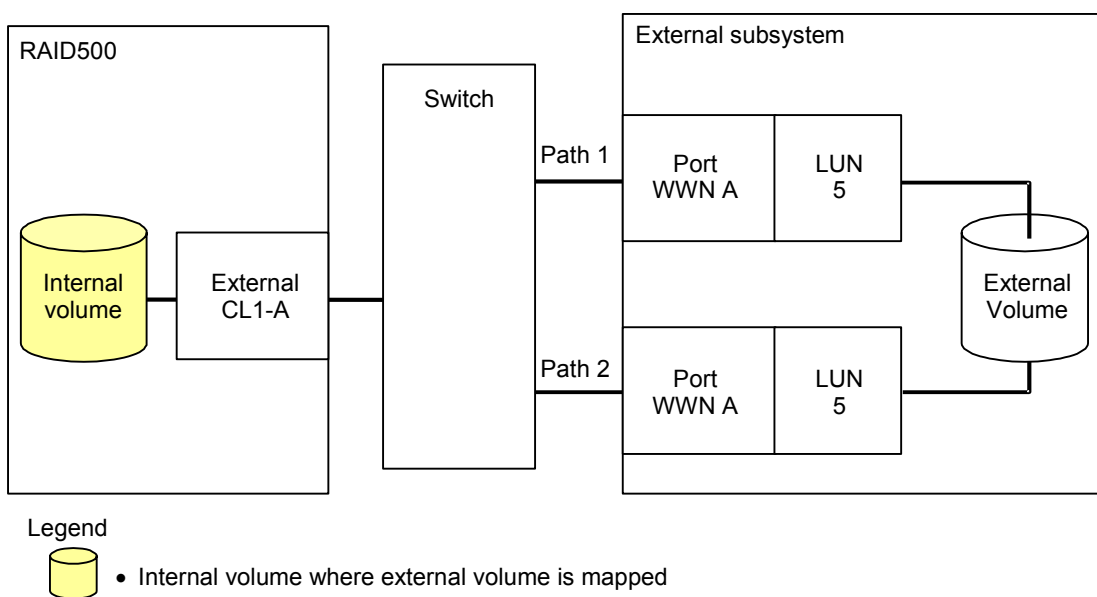 RAID500
External subsystem
Switch
Path 1
Port
WWN A
LUN
5
Internal
volume
External
CL1-A
External
Volume
Path 2
Port
WWN A
LUN
5
Legend
• Internal volume where external volume is mapped